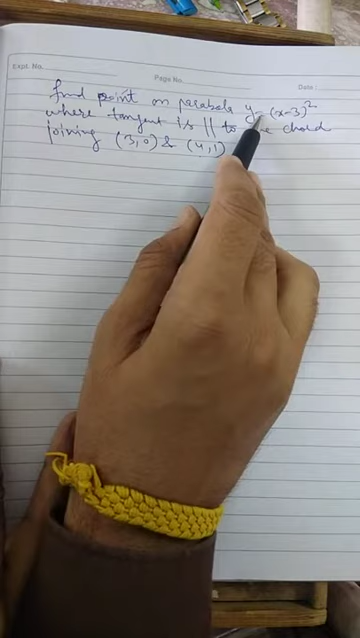 Expt. No.
Page No.
Date :
find point on parabola y = (x-3)²
where tangent is || to the chord
joining (3,0) & (4,1)